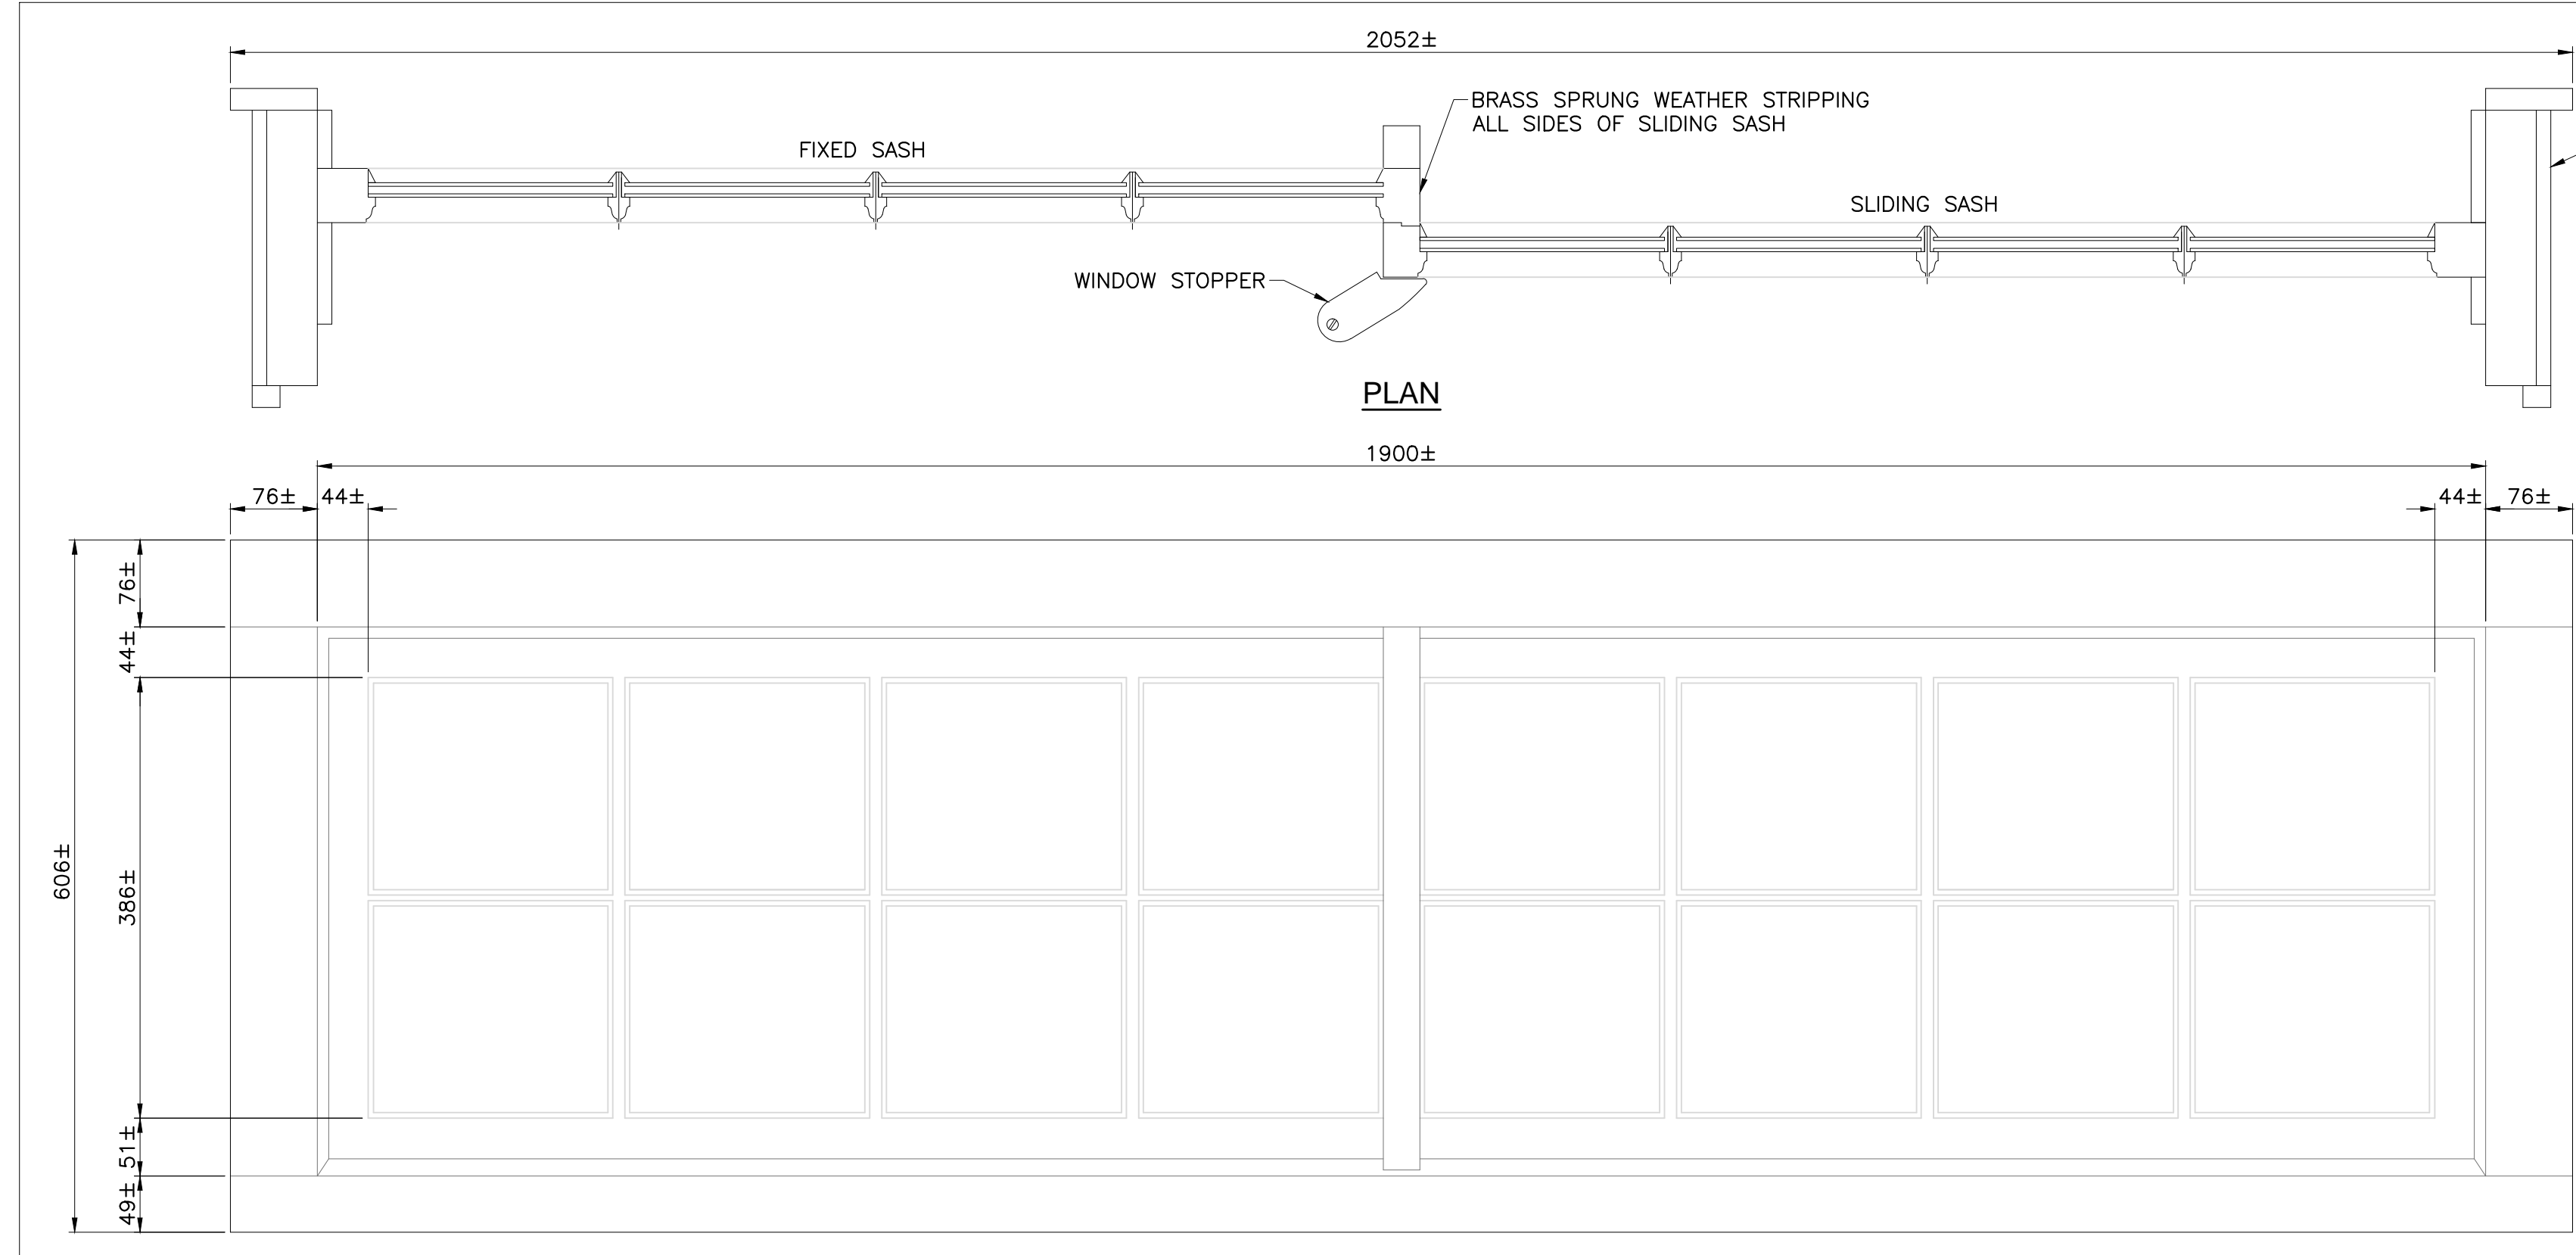 2052±
BRASS SPRUNG WEATHER STRIPPING
ALL SIDES OF SLIDING SASH
FIXED SASH
SLIDING SASH
WINDOW STOPPER
PLAN
1900±
76± 44± 44± 76±
76±
44±
606±
386±
51±
49±